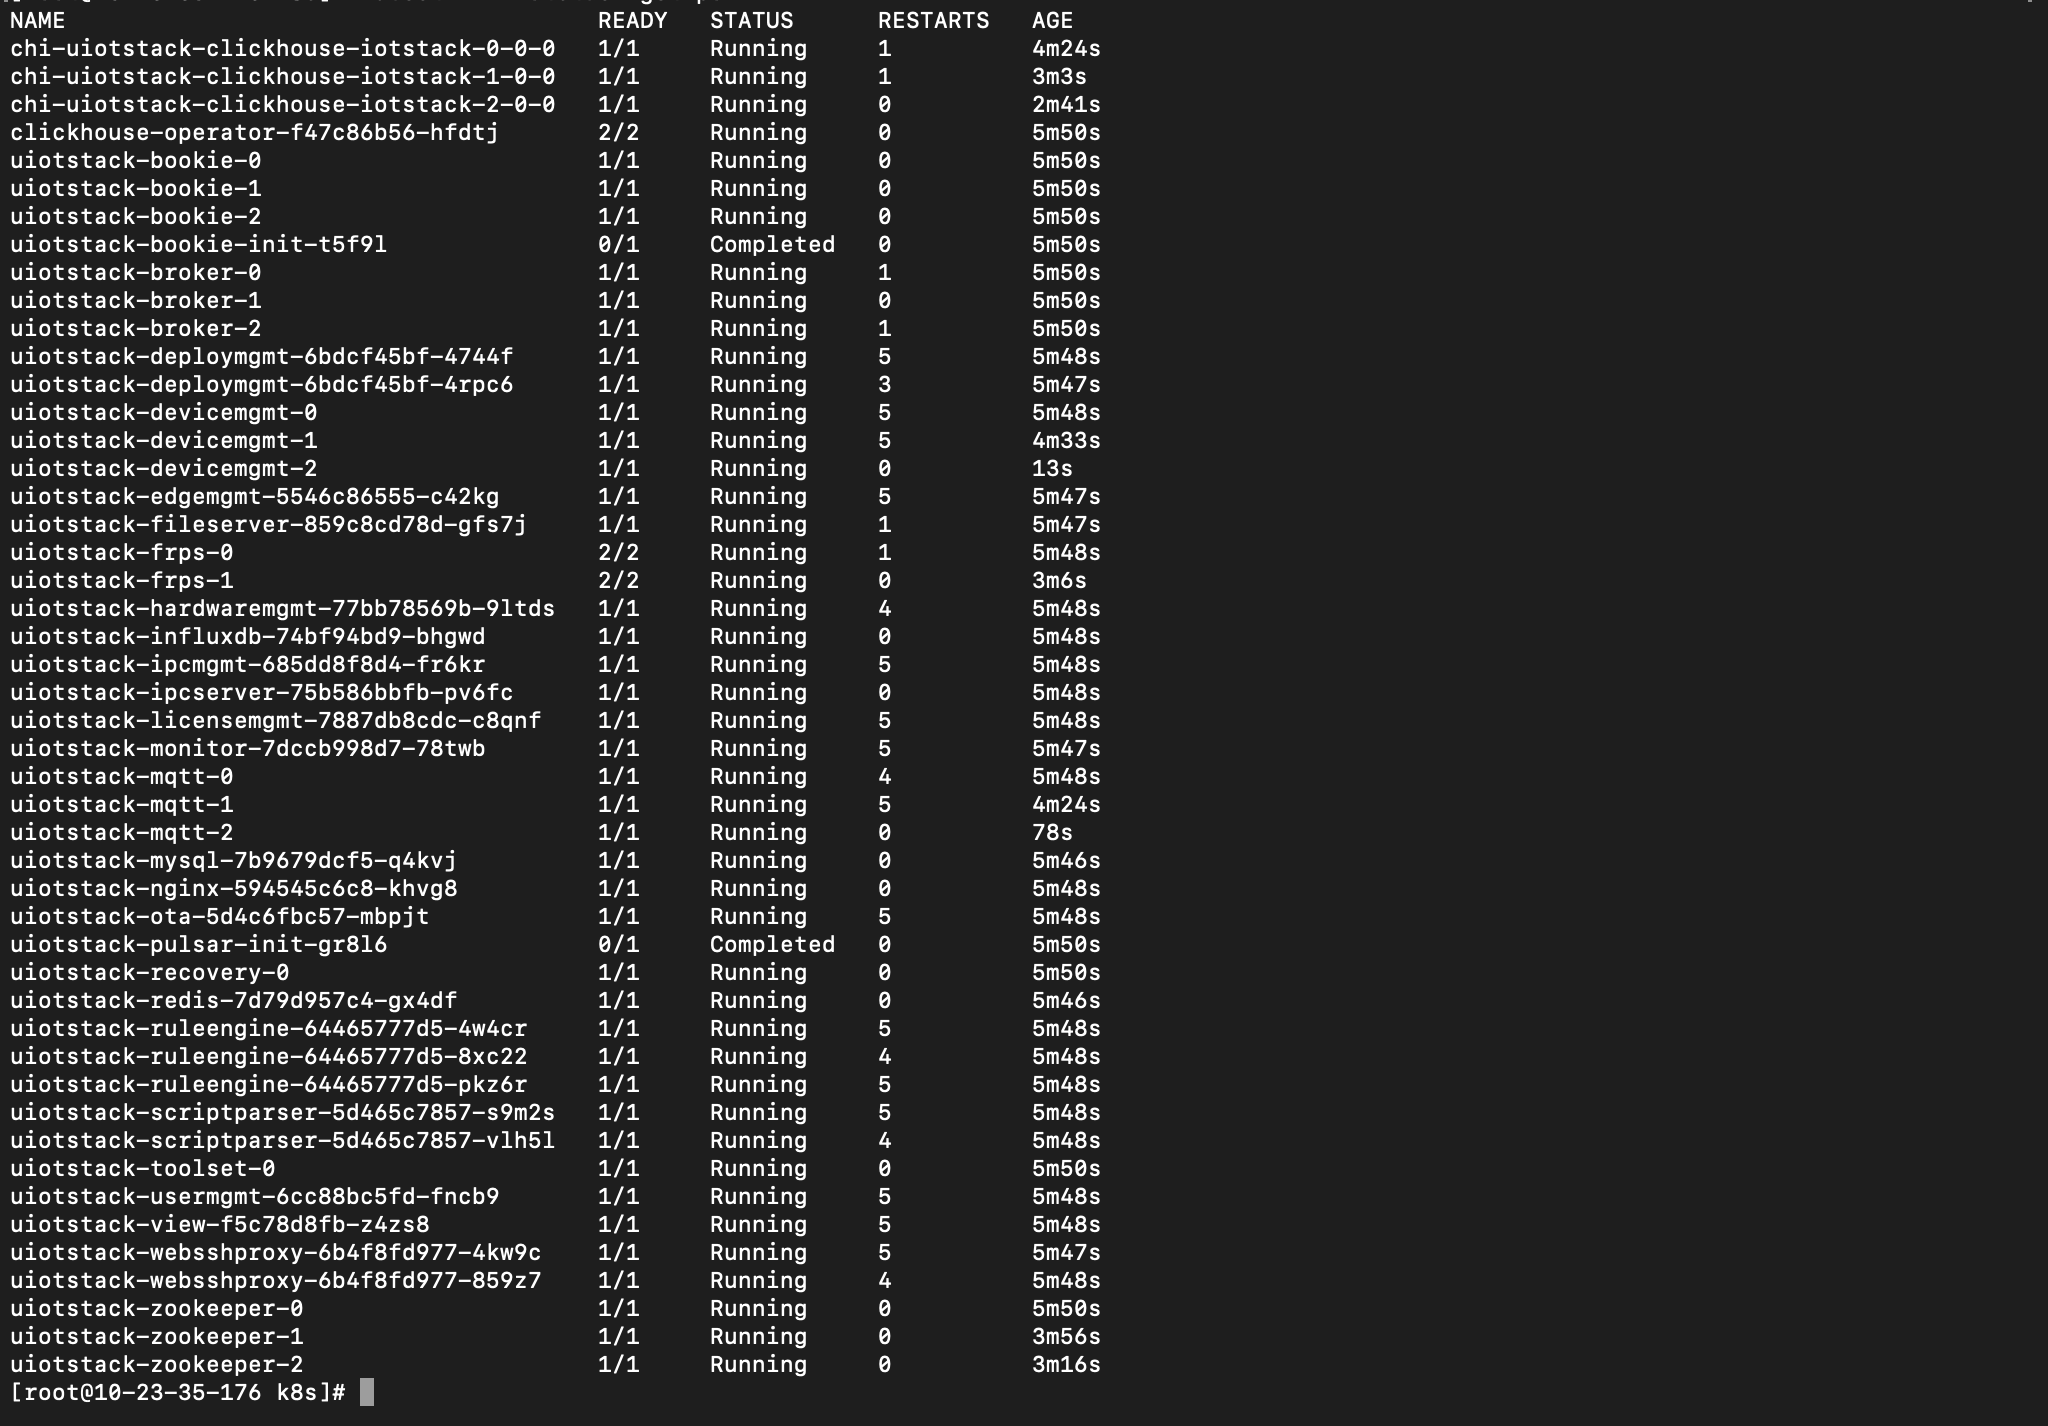 NAME READY STATUS RESTARTS AGE
chi-uiotstack-clickhouse-iotstack-0-0-0 1/1 Running 1 4m24s
chi-uiotstack-clickhouse-iotstack-1-0-0 1/1 Running 1 3m3s
chi-uiotstack-clickhouse-iotstack-2-0-0 1/1 Running 0 2m41s
clickhouse-operator-f47c86b56-hfdtj 2/2 Running 0 5m50s
uiotstack-bookie-0 1/1 Running 0 5m50s
uiotstack-bookie-1 1/1 Running 0 5m50s
uiotstack-bookie-2 1/1 Running 0 5m50s
uiotstack-bookie-init-t5f9l 0/1 Completed 0 5m50s
uiotstack-broker-0 1/1 Running 1 5m50s
uiotstack-broker-1 1/1 Running 0 5m50s
uiotstack-broker-2 1/1 Running 1 5m50s
uiotstack-deploymgmt-6bdcf45bf-4744f 1/1 Running 5 5m48s
uiotstack-deploymgmt-6bdcf45bf-4rpc6 1/1 Running 3 5m47s
uiotstack-devicemgmt-0 1/1 Running 5 5m48s
uiotstack-devicemgmt-1 1/1 Running 5 4m33s
uiotstack-devicemgmt-2 1/1 Running 0 13s
uiotstack-edgemgmt-5546c86555-c42kg 1/1 Running 5 5m47s
uiotstack-fileserver-859c8cd78d-gfs7j 1/1 Running 1 5m47s
uiotstack-frps-0 2/2 Running 1 5m48s
uiotstack-frps-1 2/2 Running 0 3m6s
uiotstack-hardwaremgmt-77bb78569b-9ltds 1/1 Running 4 5m48s
uiotstack-influxdb-74bf94bd9-bhgwd 1/1 Running 0 5m48s
uiotstack-ipcmgmt-685dd8f8d4-fr6kr 1/1 Running 5 5m48s
uiotstack-ipcserver-75b586bbfb-pv6fc 1/1 Running 0 5m48s
uiotstack-licensemgmt-7887db8cdc-c8qnf 1/1 Running 5 5m48s
uiotstack-monitor-7dccb998d7-78twb 1/1 Running 5 5m47s
uiotstack-mqtt-0 1/1 Running 4 5m48s
uiotstack-mqtt-1 1/1 Running 5 4m24s
uiotstack-mqtt-2 1/1 Running 0 78s
uiotstack-mysql-7b9679dcf5-q4kvj 1/1 Running 0 5m46s
uiotstack-nginx-594545c6c8-khvg8 1/1 Running 0 5m48s
uiotstack-ota-5d4c6fbc57-mbpjt 1/1 Running 5 5m48s
uiotstack-pulsar-init-gr8l6 0/1 Completed 0 5m50s
uiotstack-recovery-0 1/1 Running 0 5m50s
uiotstack-redis-7d79d957c4-gx4df 1/1 Running 0 5m46s
uiotstack-ruleengine-64465777d5-4w4cr 1/1 Running 5 5m48s
uiotstack-ruleengine-64465777d5-8xc22 1/1 Running 4 5m48s
uiotstack-ruleengine-64465777d5-pkz6r 1/1 Running 5 5m48s
uiotstack-scriptparser-5d465c7857-s9m2s 1/1 Running 5 5m48s
uiotstack-scriptparser-5d465c7857-vlh5l 1/1 Running 4 5m48s
uiotstack-toolset-0 1/1 Running 0 5m50s
uiotstack-usermgmt-6cc88bc5fd-fncb9 1/1 Running 5 5m48s
uiotstack-view-f5c78d8fb-z4zs8 1/1 Running 5 5m48s
uiotstack-websshproxy-6b4f8fd977-4kw9c 1/1 Running 5 5m47s
uiotstack-websshproxy-6b4f8fd977-859z7 1/1 Running 4 5m48s
uiotstack-zookeeper-0 1/1 Running 0 5m50s
uiotstack-zookeeper-1 1/1 Running 0 3m56s
uiotstack-zookeeper-2 1/1 Running 0 3m16s
[root@10-23-35-176 k8s]#